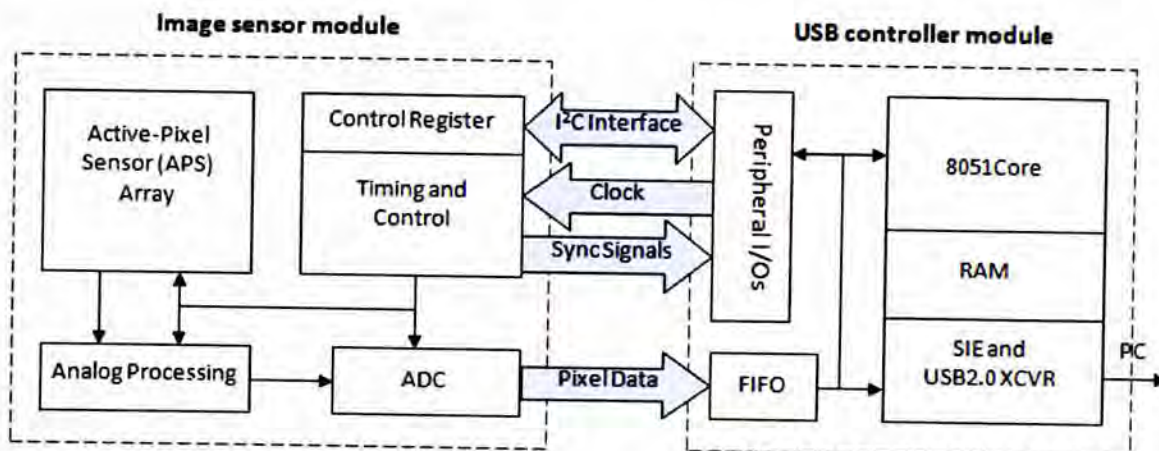 Image sensor module
USB controller module
Active-Pixel
Sensor (APS)
Array
Control Register
Timing and
Control
Analog Processing
ADC
I²C Interface
Clock
Sync Signals
Pixel Data
Peripheral I/Os
FIFO
8051Core
RAM
SIE and
USB2.0 XCVR
PC